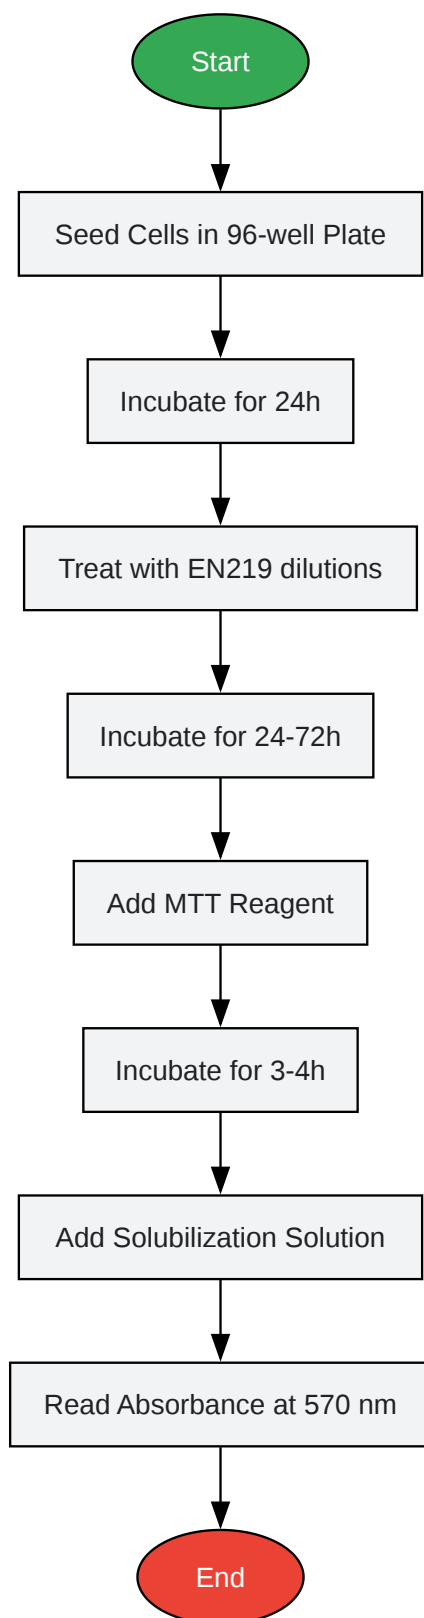 Start
Seed Cells in 96-well Plate
Incubate for 24h
Treat with EN219 dilutions
Incubate for 24-72h
Add MTT Reagent
Incubate for 3-4h
Add Solubilization Solution
Read Absorbance at 570 nm
End